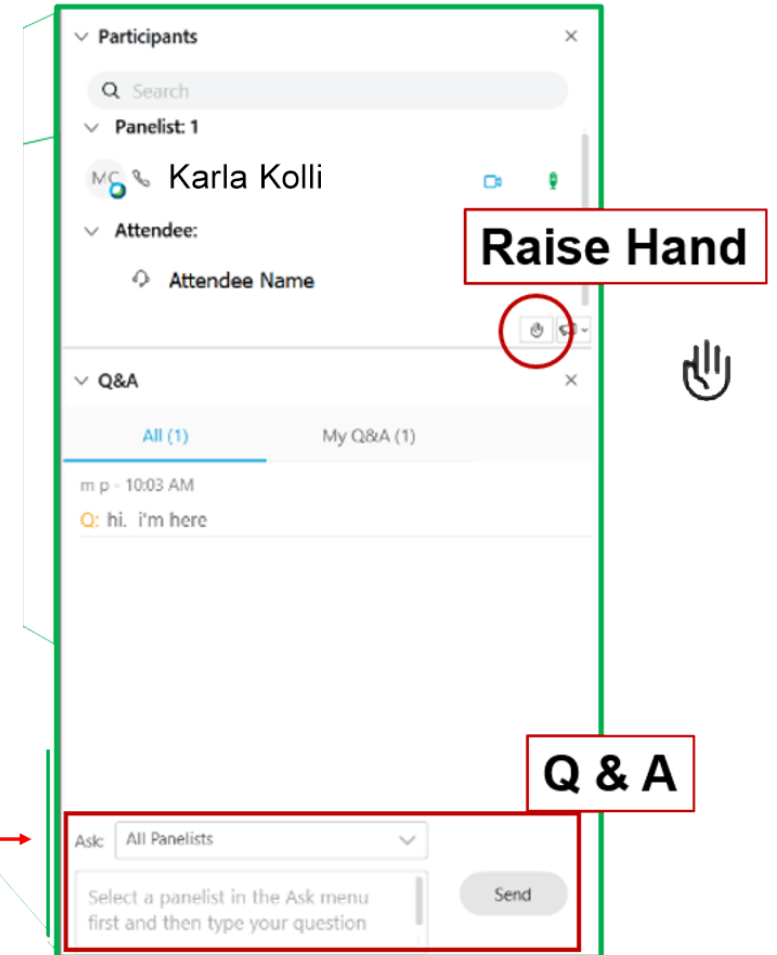 Participants
Search
Panelist: 1
MC Karla Kolli
Attendee:
Raise Hand
Attendee Name
Q&A
All (1) My Q&A (1)
m p - 10:03 AM
Q: hi. i'm here
Q & A
Ask: All Panelists
Select a panelist in the Ask menu
first and then type your question
Send